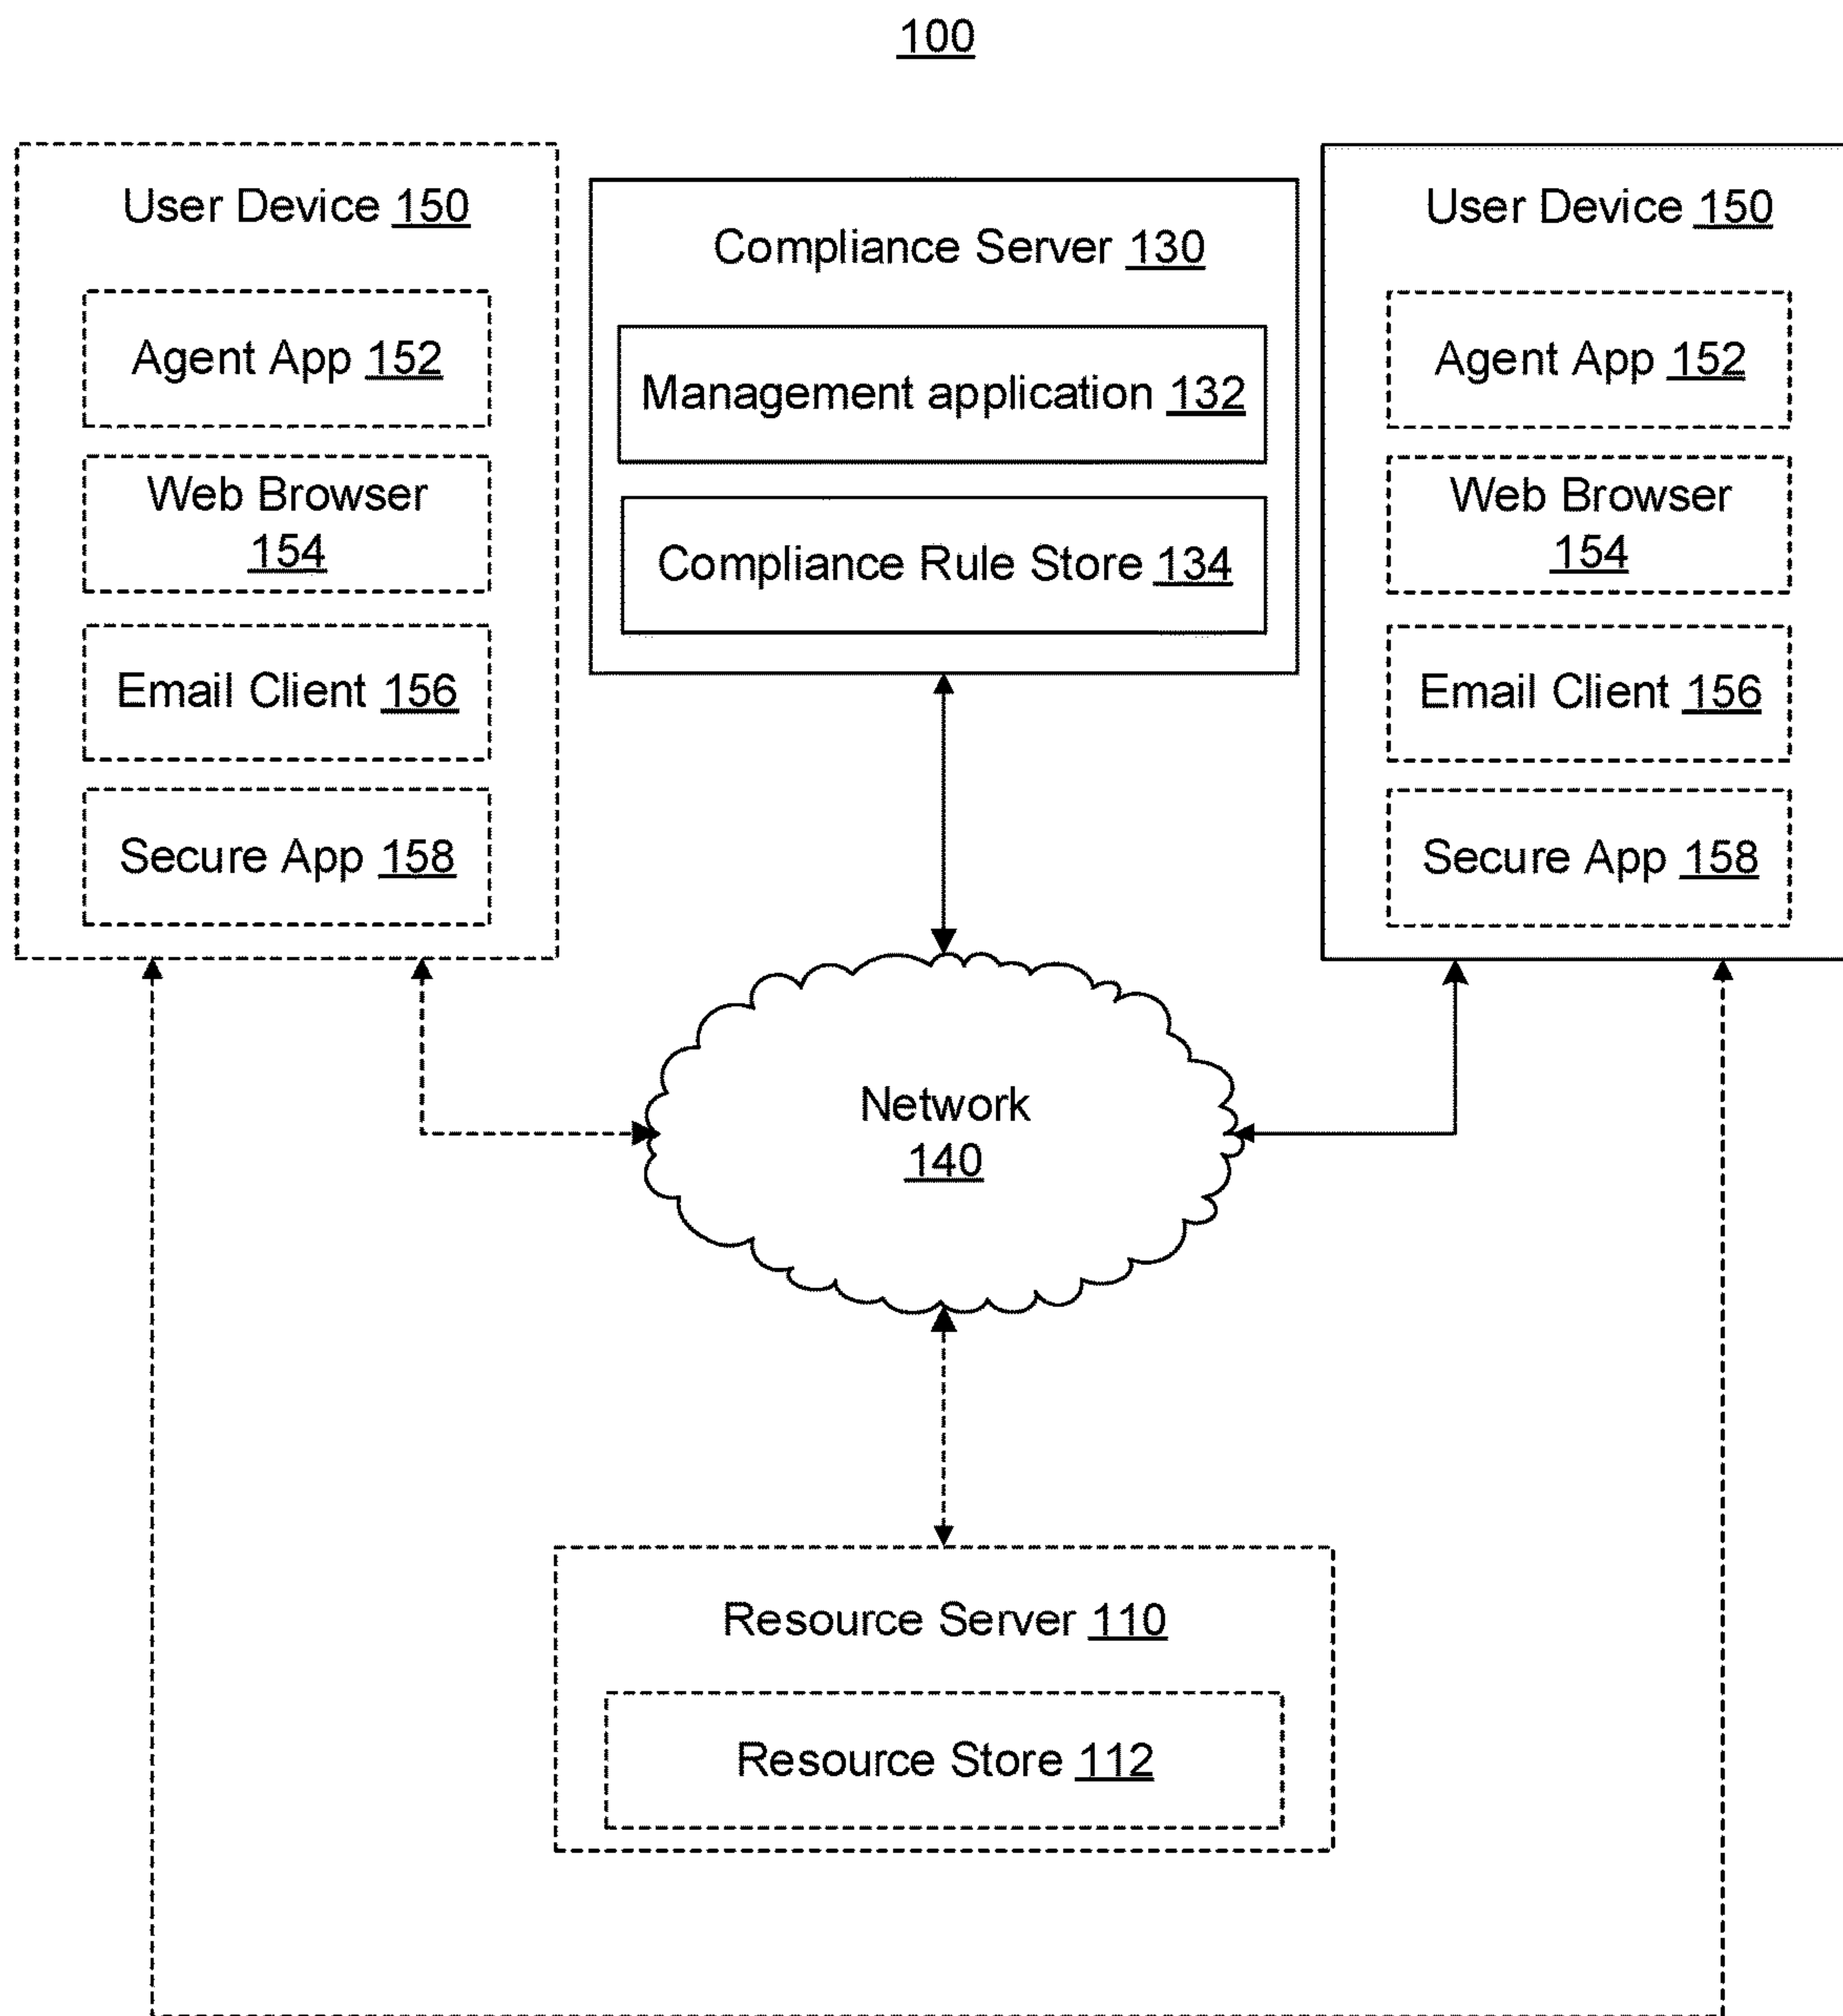 100
User Device 150
Agent App 152
Web Browser
154
Email Client 156
Secure App 158
Compliance Server 130
Management application 132
Compliance Rule Store 134
User Device 150
Agent App 152
Web Browser
154
Email Client 156
Secure App 158
Network
140
Resource Server 110
Resource Store 112